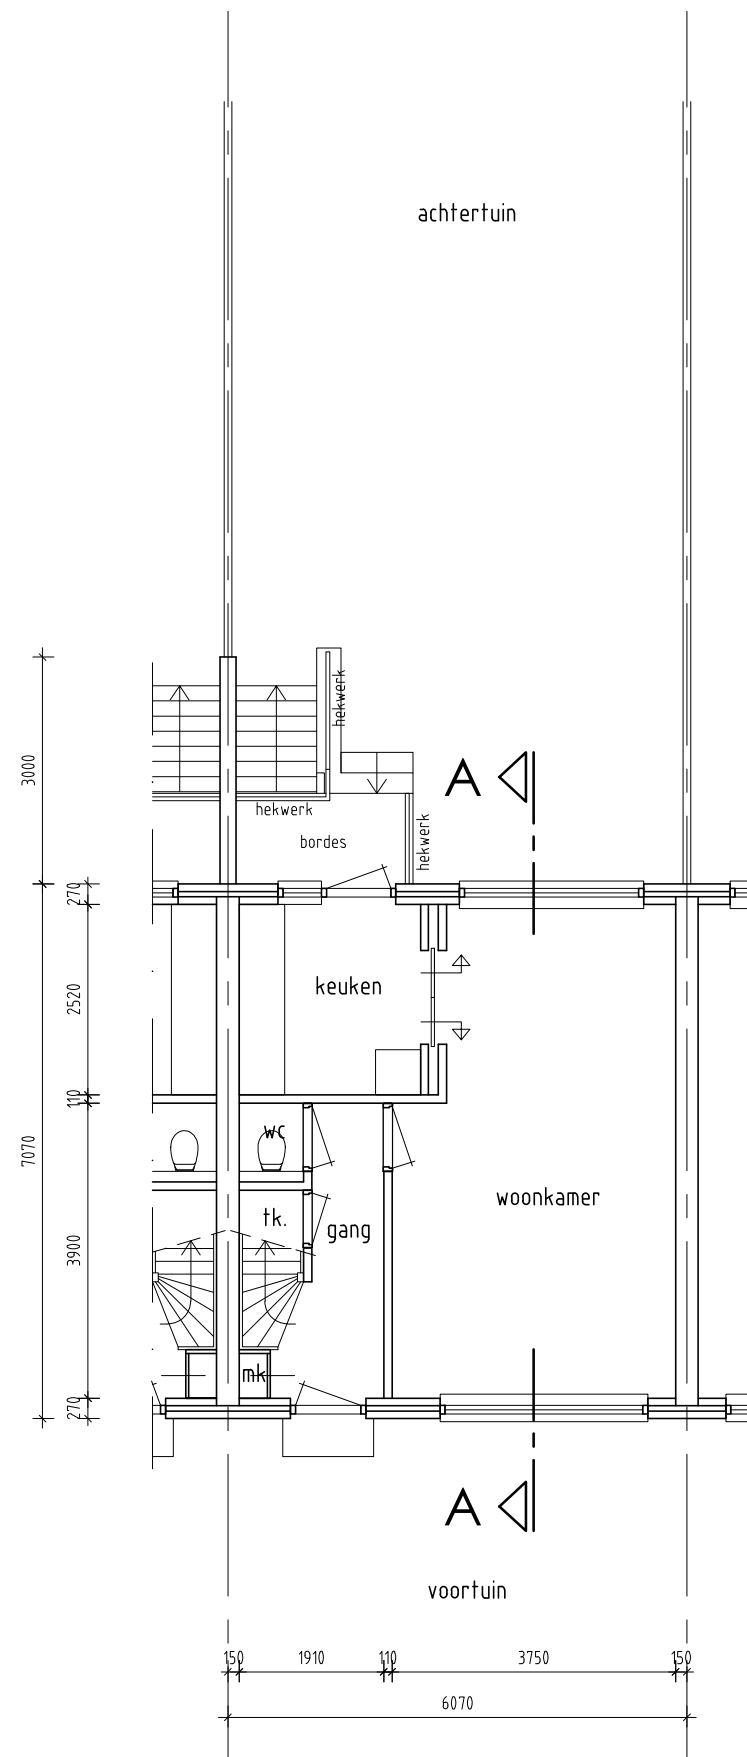 achtertuin
hekwerk
3000
A
hekwerk
bordes
hekwerk
270
keuken
2520
110
wc
7070
woonkamer
tk.
gang
3900
mk
270
A
voortuin
150 1910 110 3750 150
6070